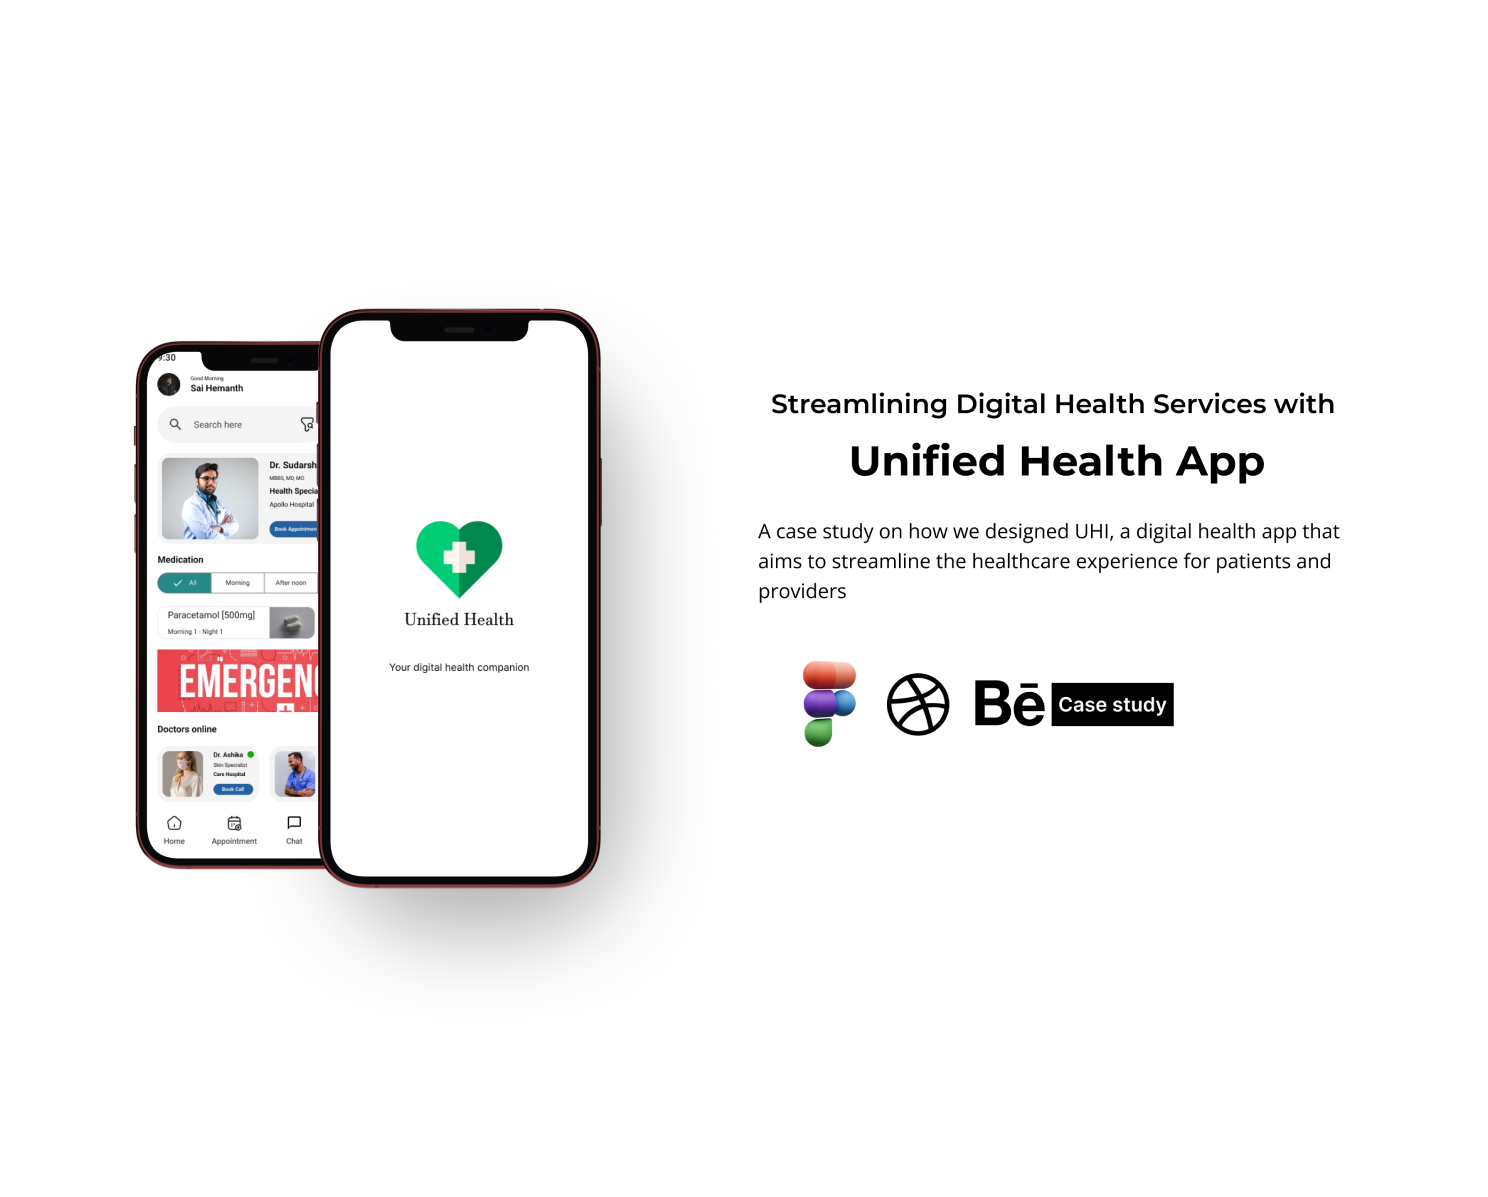 9:30
Good Morning
Sai Hemanth
Search here
Dr. Sudarsh
MBBS, MD, MO
Health Specia
Apollo Hospital
Book Appointmen
Medication
All
Morning
After noon
Paracetamol [500mg]
Morning 1 - Night 1
EMERGENC
Doctors online
Dr. Ashika
Skin Specialist
Care Hospital
Book Call
Home
Appointment
Chat
Unified Health
Your digital health companion
Streamlining Digital Health Services with
Unified Health App
A case study on how we designed UHI, a digital health app that
aims to streamline the healthcare experience for patients and
providers
Bē Case study